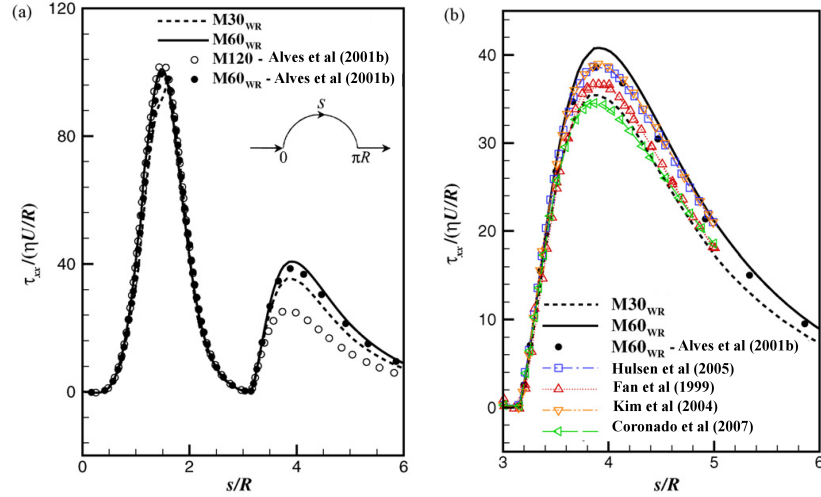 (a)
120
80
40
0
0
2
4
6
τxx/(ηU/R)
s/R
M30WR
M60WR
M120 - Alves et al (2001b)
M60WR - Alves et al (2001b)
S
0
πR
(b)
40
30
20
10
0
3
4
5
6
τxx/(ηU/R)
s/R
M30WR
M60WR
M60WR - Alves et al (2001b)
Hulsen et al (2005)
Fan et al (1999)
Kim et al (2004)
Coronado et al (2007)